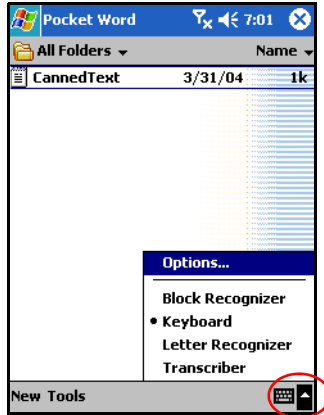 Pocket Word 7:01
All Folders Name
CannedText 3/31/04 1k
Options...
Block Recognizer
• Keyboard
Letter Recognizer
Transcriber
New Tools